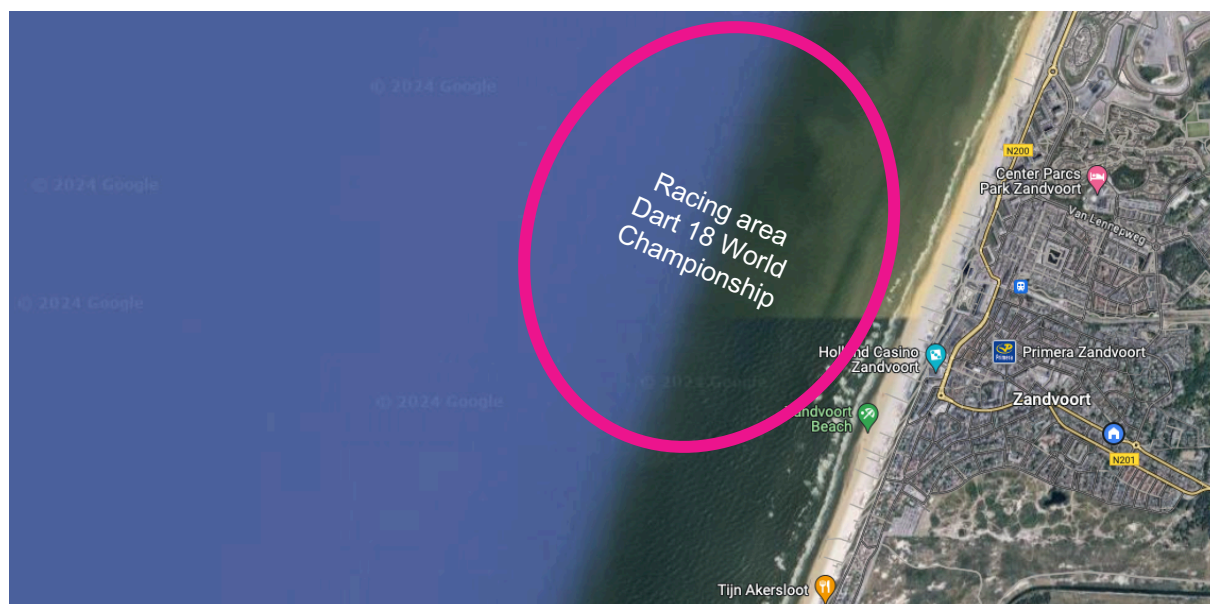 © 2024 Google
© 2024 Google
© 2024 Google
© 2024 Google
© 2024 Google
Racing area
Dart 18 World
Championship
N200
Center Parcs
Park Zandvoort
Van Lennepweg
Holland Casino
Zandvoort
Primera
Primera Zandvoort
Zandvoort
Beach
Zandvoort
N201
Tijn Akersloot